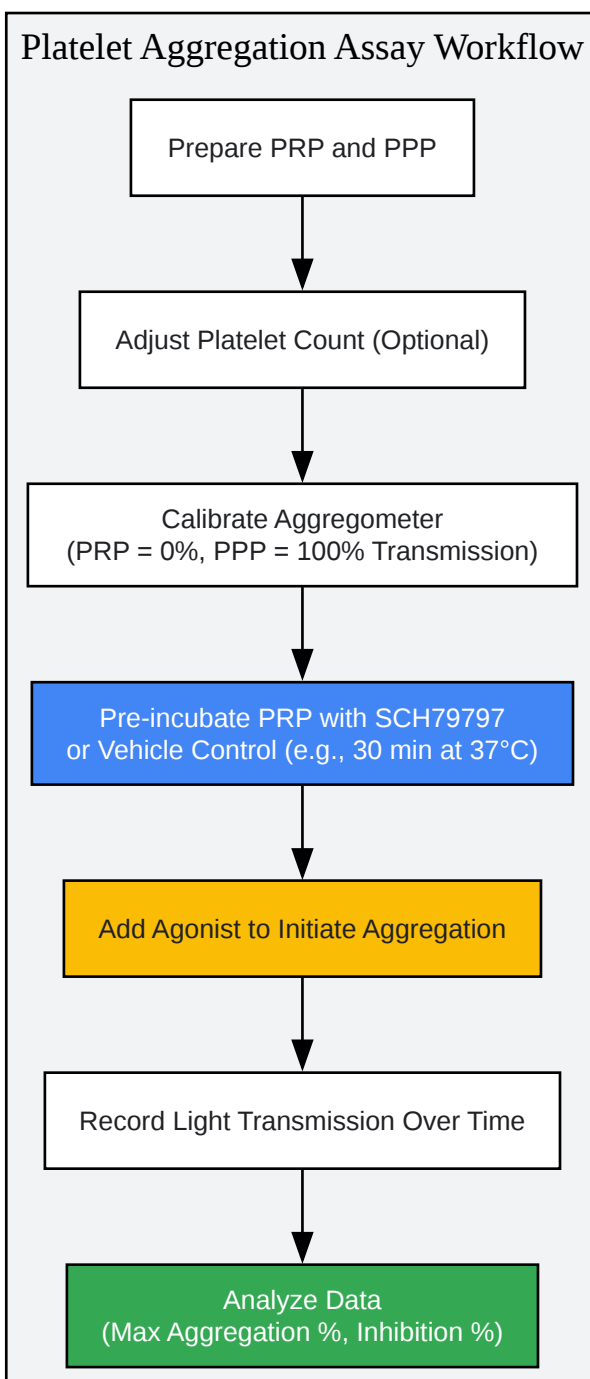 Platelet Aggregation Assay Workflow
Prepare PRP and PPP
Adjust Platelet Count (Optional)
Calibrate Aggregometer
(PRP = 0%, PPP = 100% Transmission)
Pre-incubate PRP with SCH79797
or Vehicle Control (e.g., 30 min at 37°C)
Add Agonist to Initiate Aggregation
Record Light Transmission Over Time
Analyze Data
(Max Aggregation %, Inhibition %)